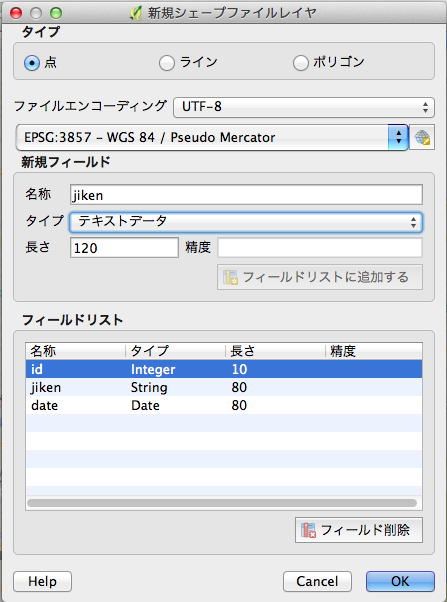 新規シェープファイルレイヤ
タイプ
点 ライン ポリゴン
ファイルエンコーディング UTF-8
EPSG:3857 - WGS 84 / Pseudo Mercator
新規フィールド
名称 jiken
タイプ テキストデータ
長さ 120 精度
フィールドリストに追加する
フィールドリスト
名称 タイプ 長さ 精度
id Integer 10
jiken String 80
date Date 80
フィールド削除
Help Cancel OK